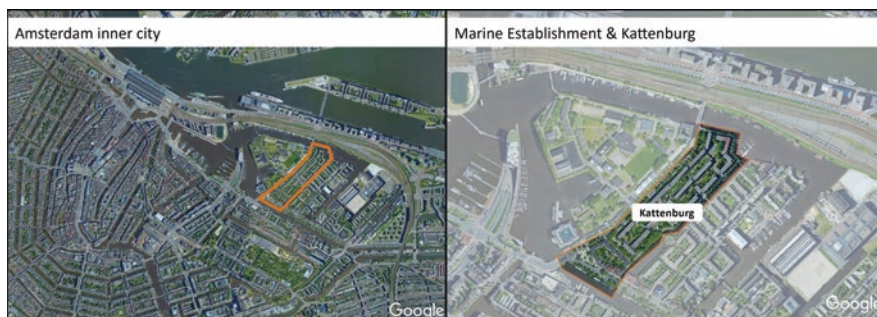 Amsterdam inner city
Google
Marine Establishment & Kattenburg
Kattenburg
Google